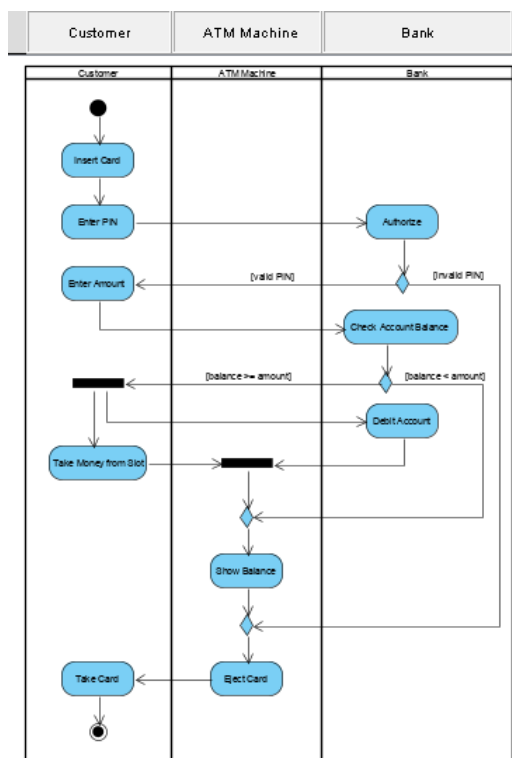 Customer ATM Machine Bank
Customer ATM Machine Bank
Insert Card
Enter PIN Authorize
[valid PIN] [invalid PIN]
Enter Amount
Check Account Balance
[balance >= amount] [balance < amount]
Debit Account
Take Money from Slot
Show Balance
Take Card Eject Card